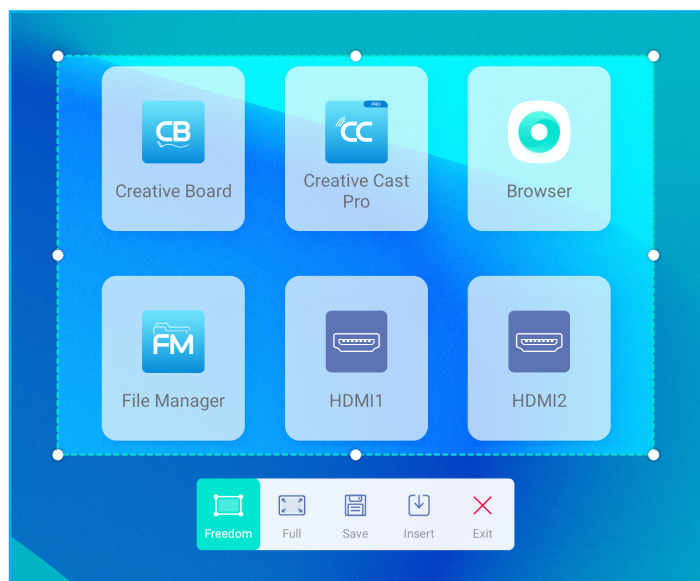 CB
Creative Board
PRO
CC
Creative Cast
Pro
Browser
FM
File Manager
HDMI1
HDMI2
Freedom
Full
Save
Insert
Exit